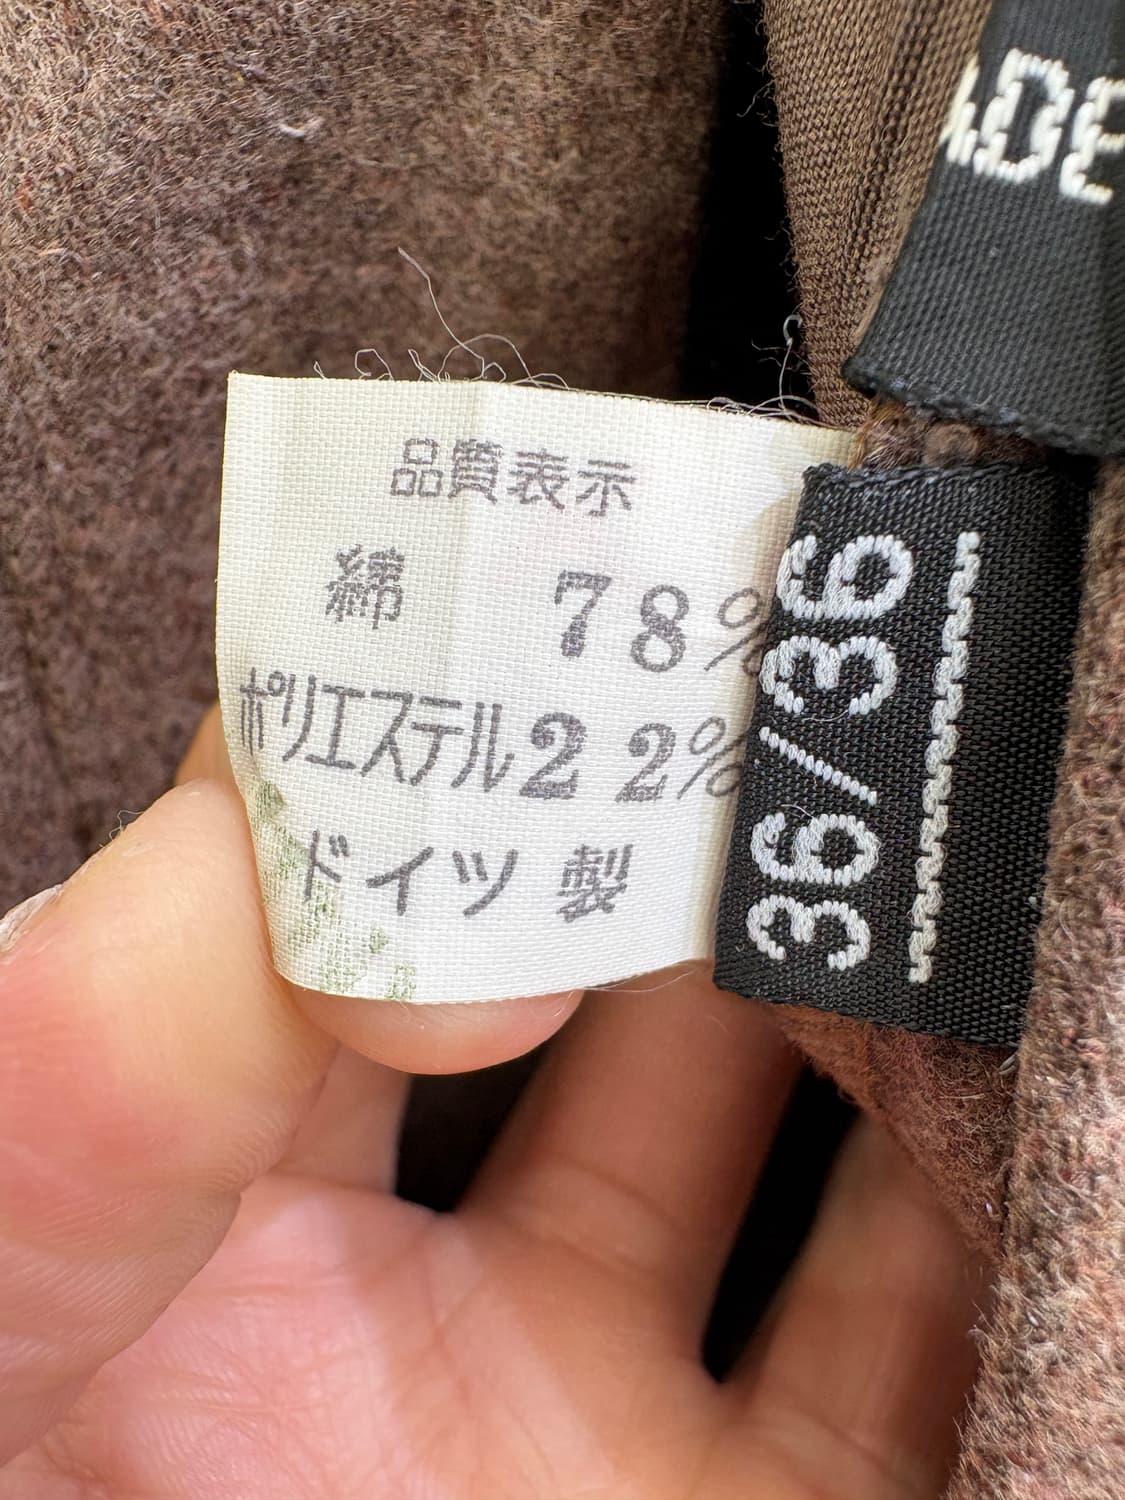 品質表示
綿 78%
ポリエステル22%
ドイツ製
36/36